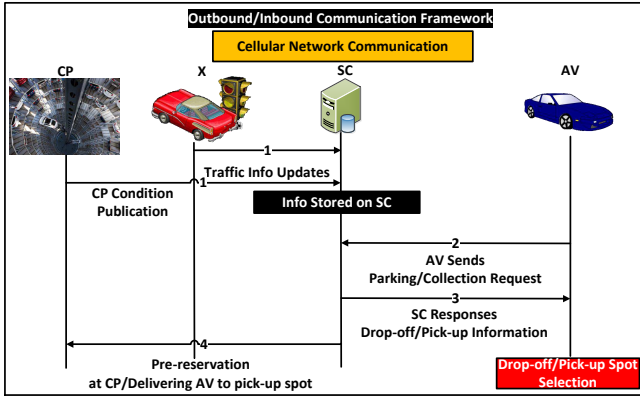 Outbound/Inbound Communication Framework
Cellular Network Communication
CP X SC AV
1
Traffic Info Updates
1
CP Condition
Publication
Info Stored on SC
2
AV Sends
Parking/Collection Request
3
SC Responses
Drop-off/Pick-up Information
4
Pre-reservation
at CP/Delivering AV to pick-up spot
Drop-off/Pick-up Spot
Selection